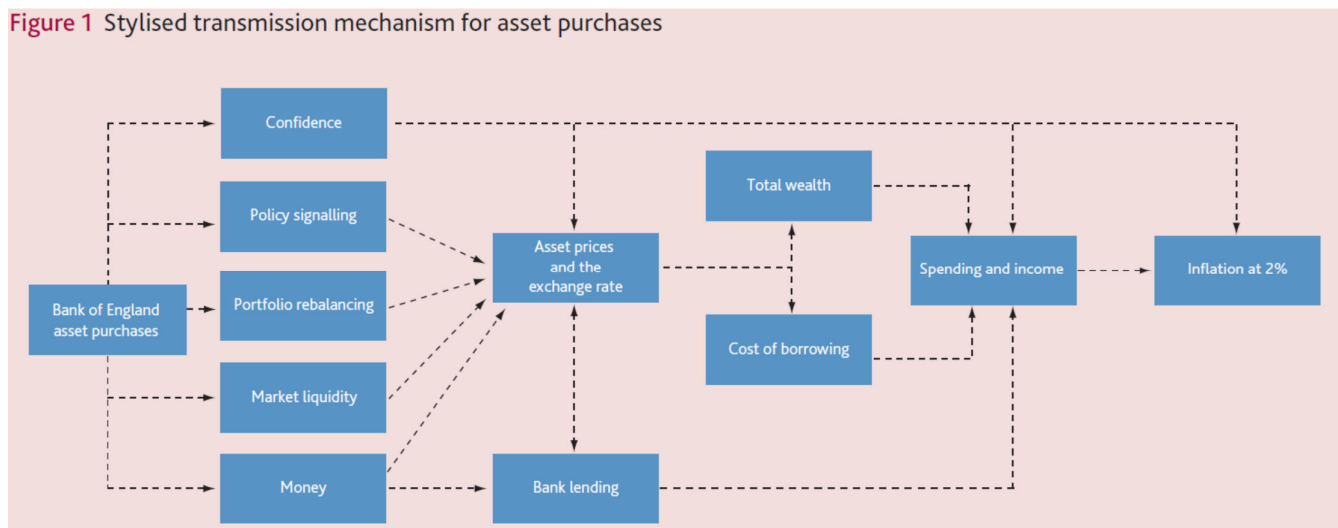 Figure 1 Stylised transmission mechanism for asset purchases
Confidence
Policy signalling
Portfolio rebalancing
Market liquidity
Money
Bank of England
asset purchases
Asset prices
and the
exchange rate
Bank lending
Total wealth
Cost of borrowing
Spending and income
Inflation at 2%